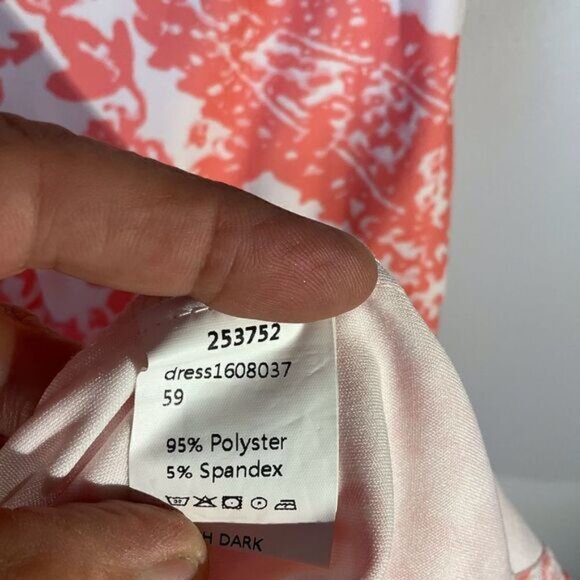 253752
dress1608037
59
95% Polyster
5% Spandex
DARK